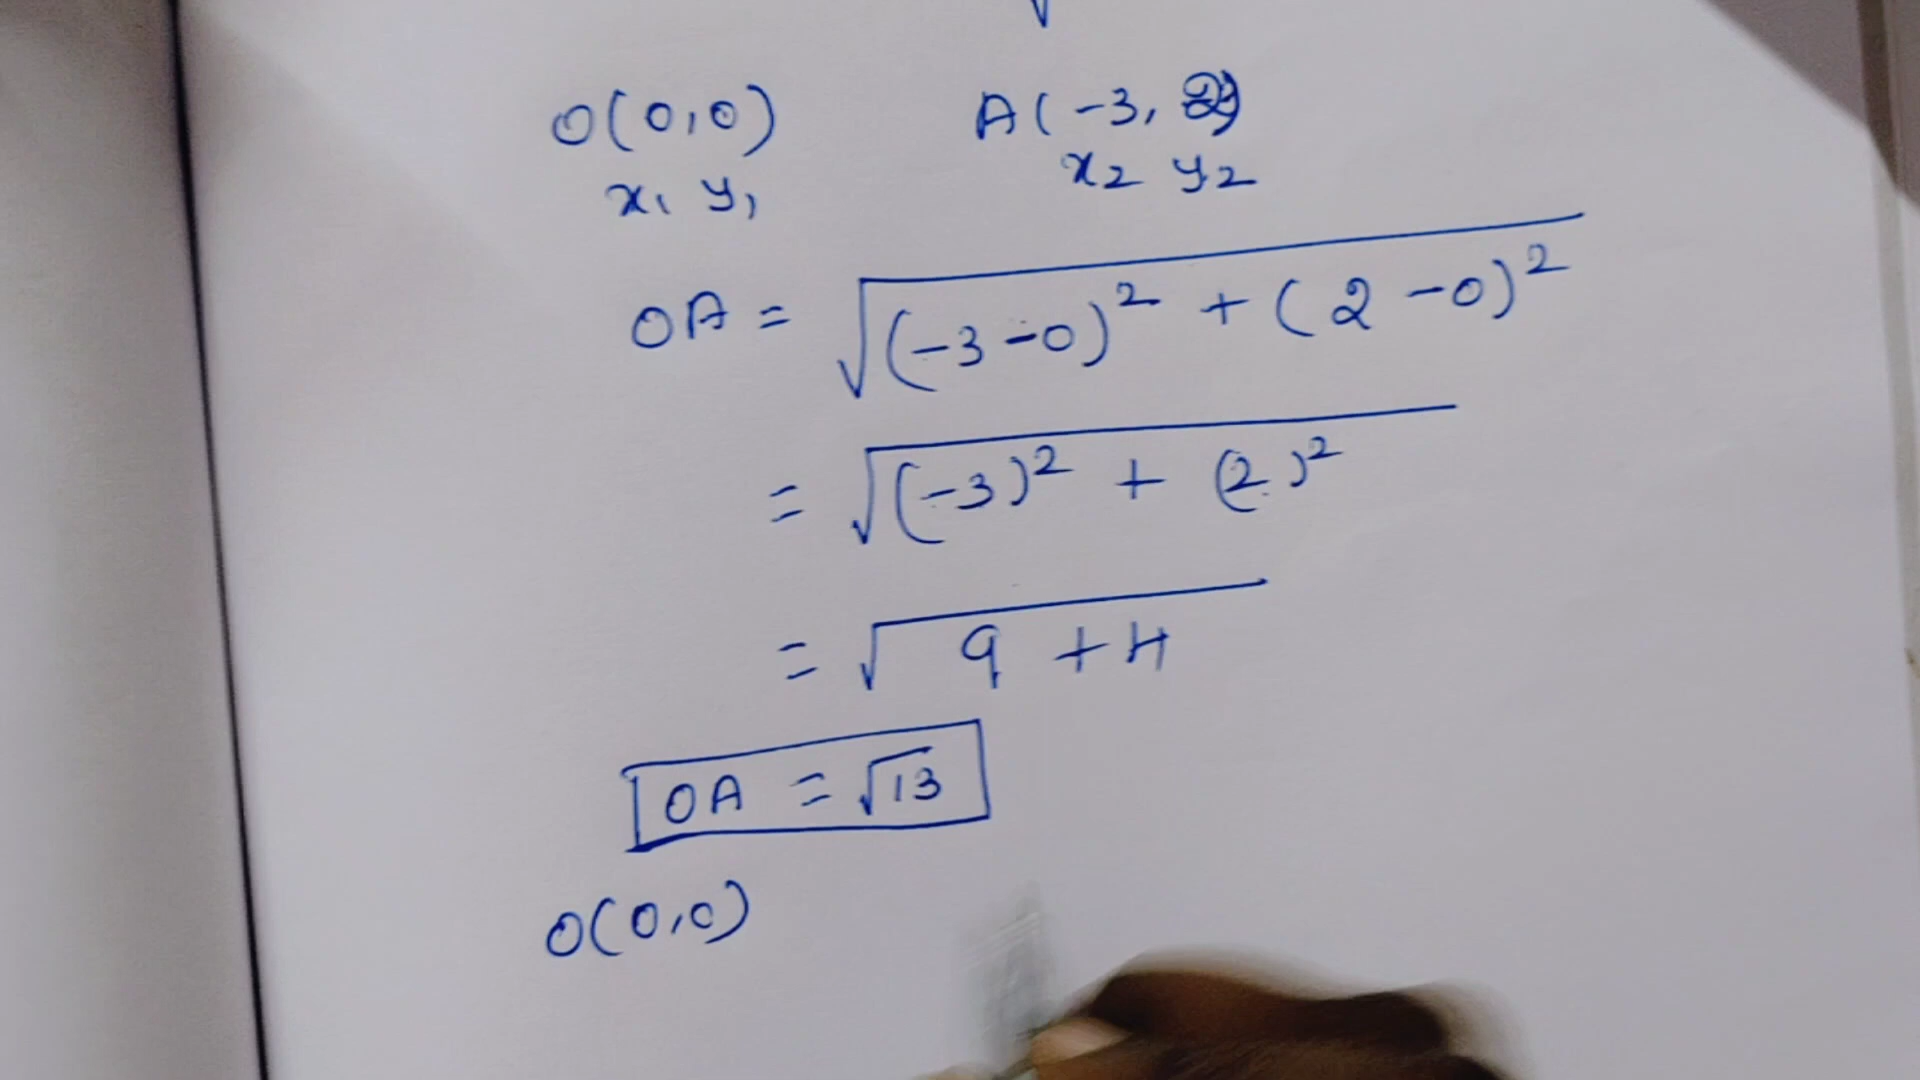 O(0,0) A(-3, 2)
x₁ y₁ x₂ y₂
OA = √(-3-0)² + (2-0)²
= √(-3)² + (2)²
= √9+4
OA = √13
O(0,0)